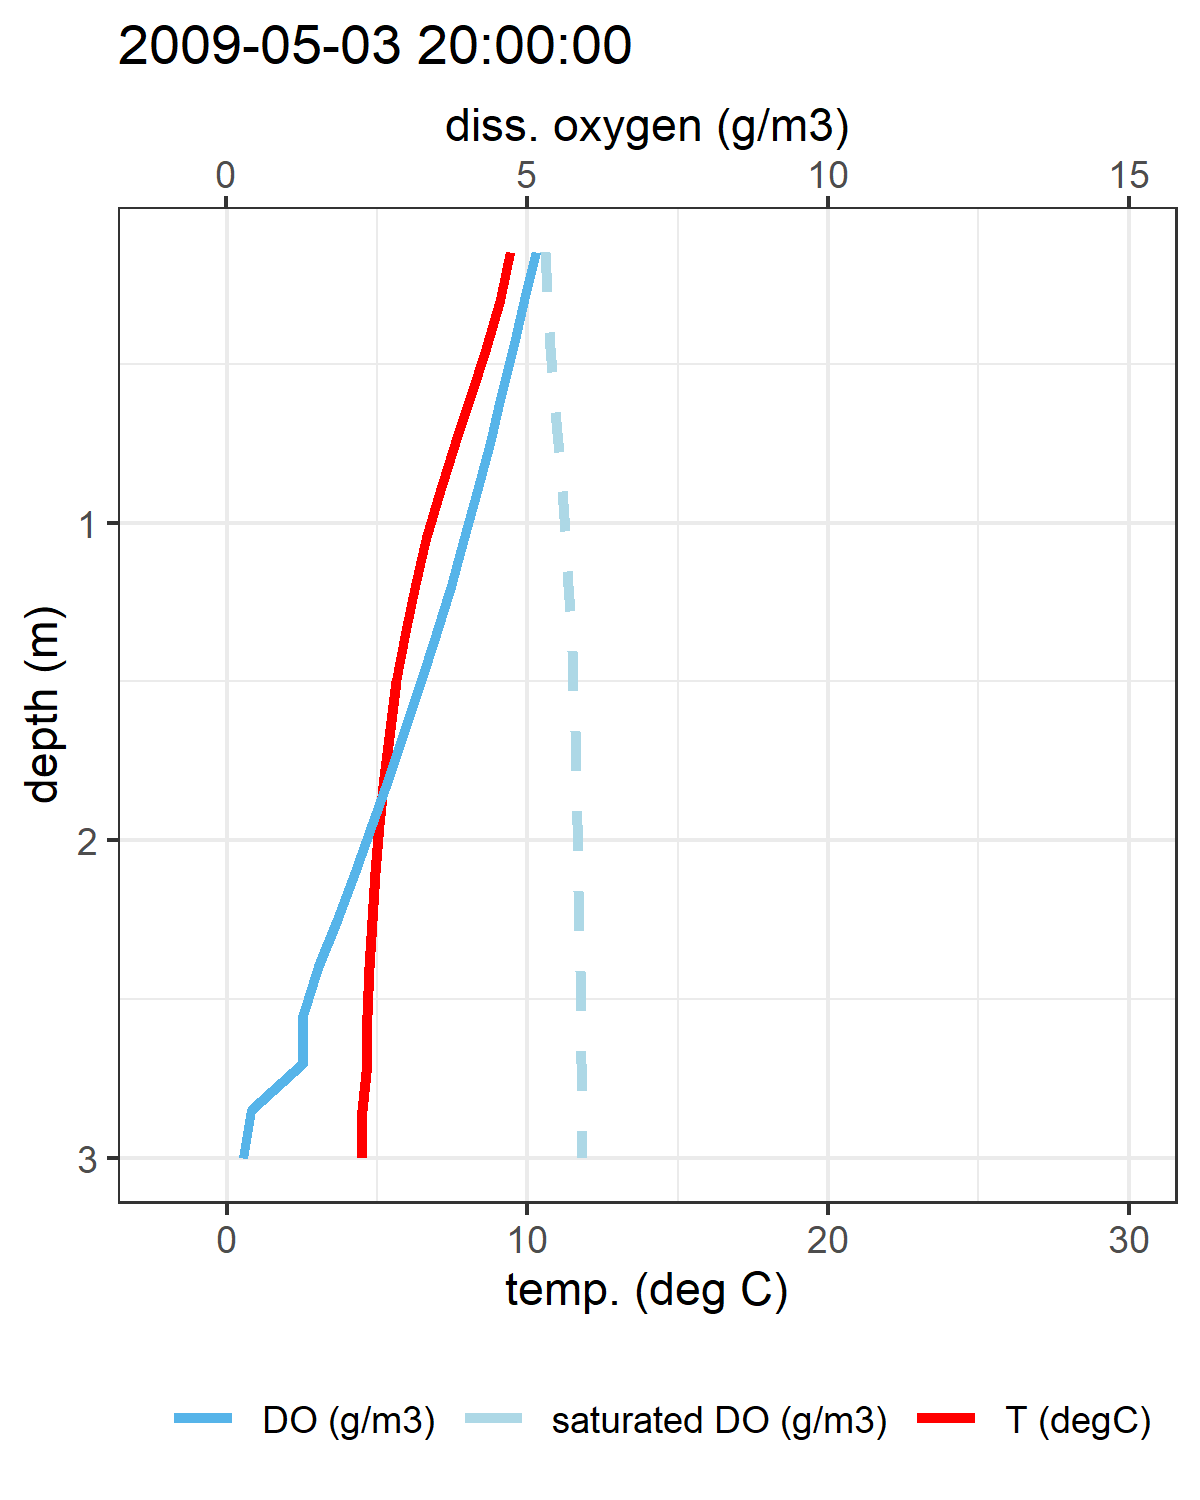 2009-05-03 20:00:00
diss. oxygen (g/m3)
0 5 10 15
depth (m)
1
2
3
0 10 20 30
temp. (deg C)
DO (g/m3) saturated DO (g/m3) T (degC)